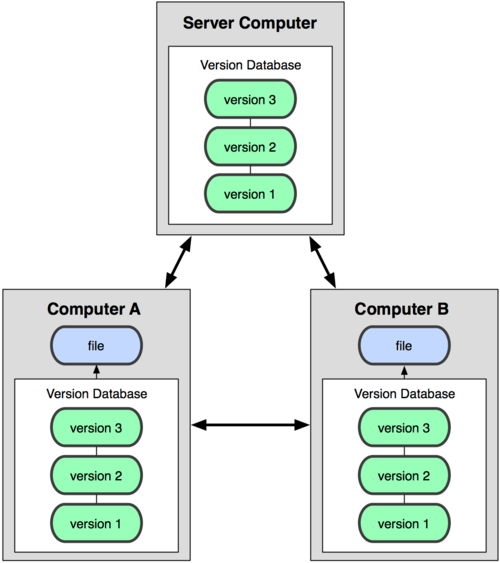 Server Computer
Version Database
version 3
version 2
version 1
Computer A
file
Version Database
version 3
version 2
version 1
Computer B
file
Version Database
version 3
version 2
version 1